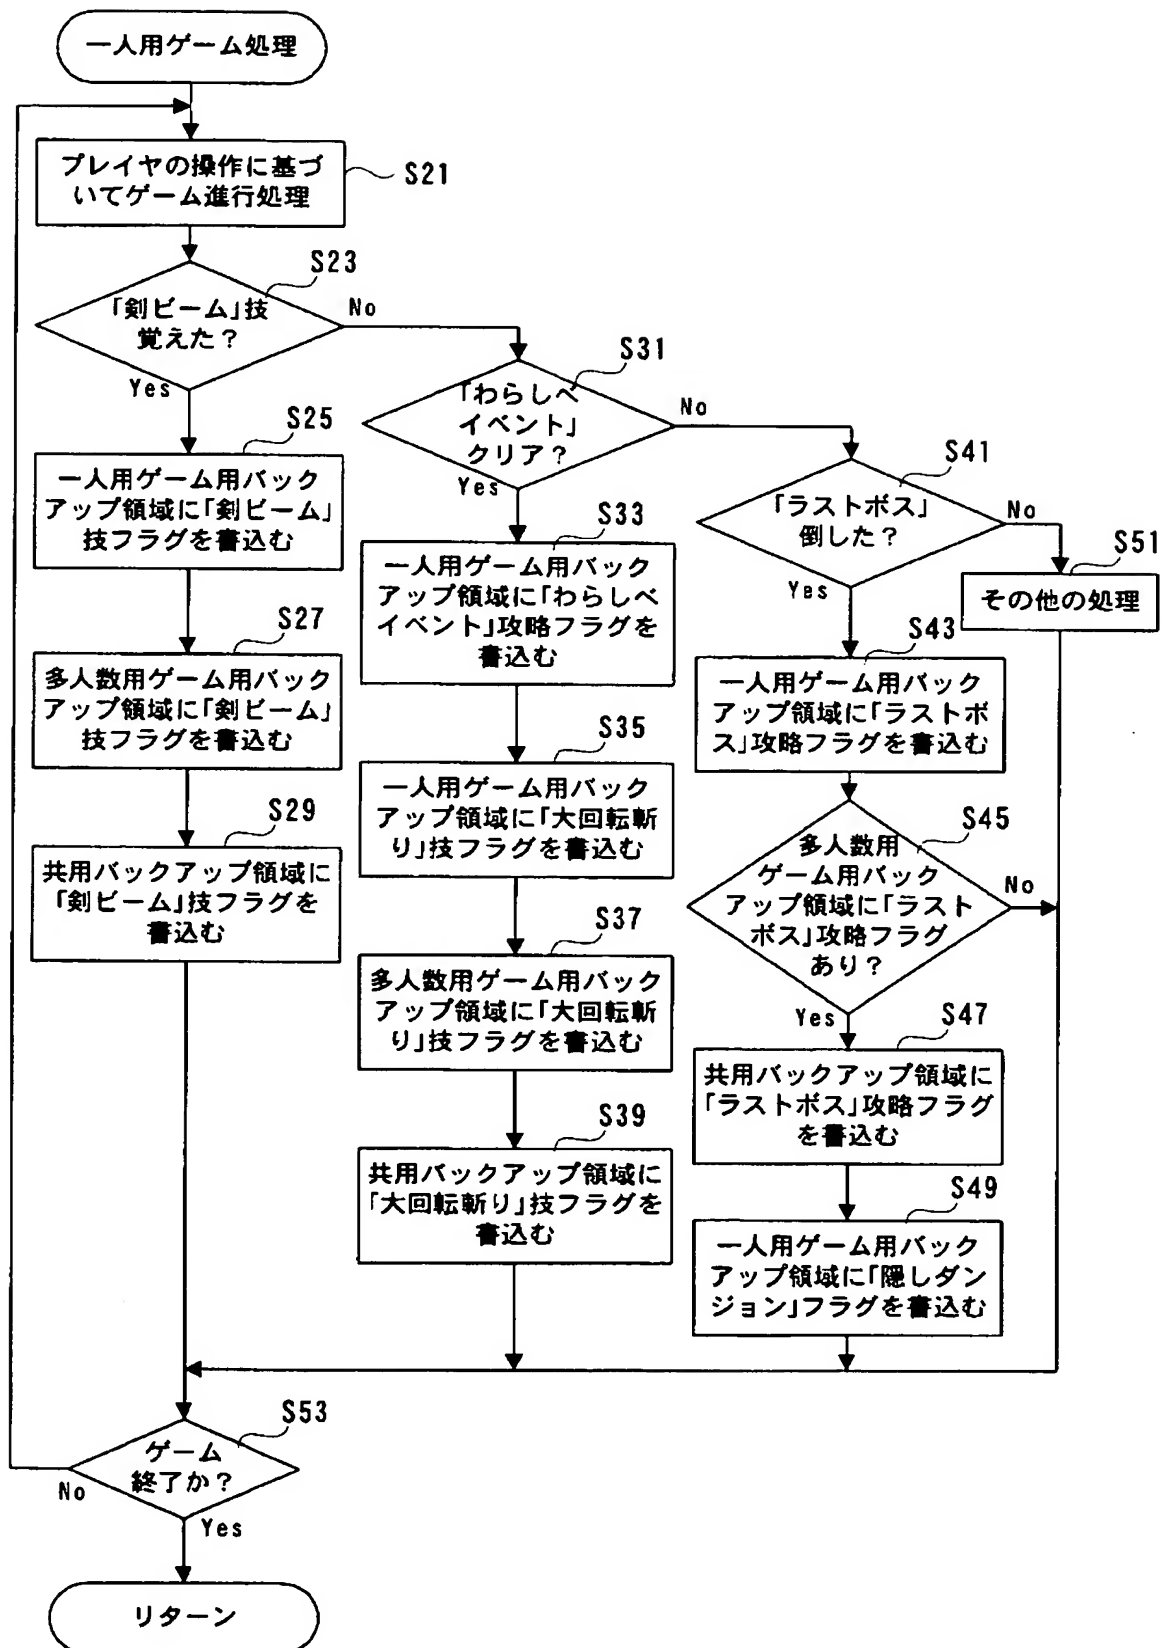 一人用ゲーム処理
プレイヤの操作に基づ
いてゲーム進行処理
S21
S23
「剣ビーム」技
覚えた？
No
Yes
S25
一人用ゲーム用バック
アップ領域に「剣ビーム」
技フラグを書込む
S27
多人数用ゲーム用バック
アップ領域に「剣ビーム」
技フラグを書込む
S29
共用バックアップ領域に
「剣ビーム」技フラグを
書込む
S31
「わらしべ
イベント」
クリア？
No
Yes
S33
一人用ゲーム用バック
アップ領域に「わらしべ
イベント」攻略フラグを
書込む
S35
一人用ゲーム用バック
アップ領域に「大回転斬
り」技フラグを書込む
S37
多人数用ゲーム用バック
アップ領域に「大回転斬
り」技フラグを書込む
S39
共用バックアップ領域に
「大回転斬り」技フラグを
書込む
S41
「ラストボス」
倒した？
No
Yes
S51
その他の処理
S43
一人用ゲーム用バック
アップ領域に「ラストボ
ス」攻略フラグを書込む
S45
多人数用
ゲーム用バック
アップ領域に「ラスト
ボス」攻略フラグ
あり？
No
Yes
S47
共用バックアップ領域に
「ラストボス」攻略フラグ
を書込む
S49
一人用ゲーム用バック
アップ領域に「隠しダン
ジョン」フラグを書込む
S53
ゲーム
終了か？
No
Yes
リターン